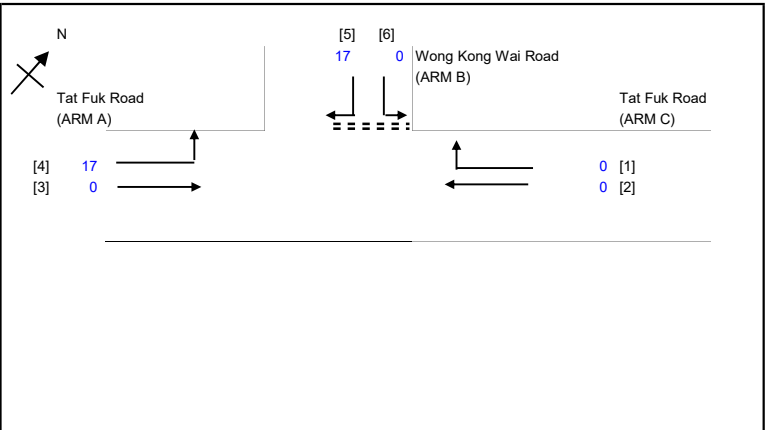 N
[5] [6]
17 0 Wong Kong Wai Road
(ARM B)
Tat Fuk Road
(ARM A)
Tat Fuk Road
(ARM C)
[4] 17
[3] 0
0 [1]
0 [2]